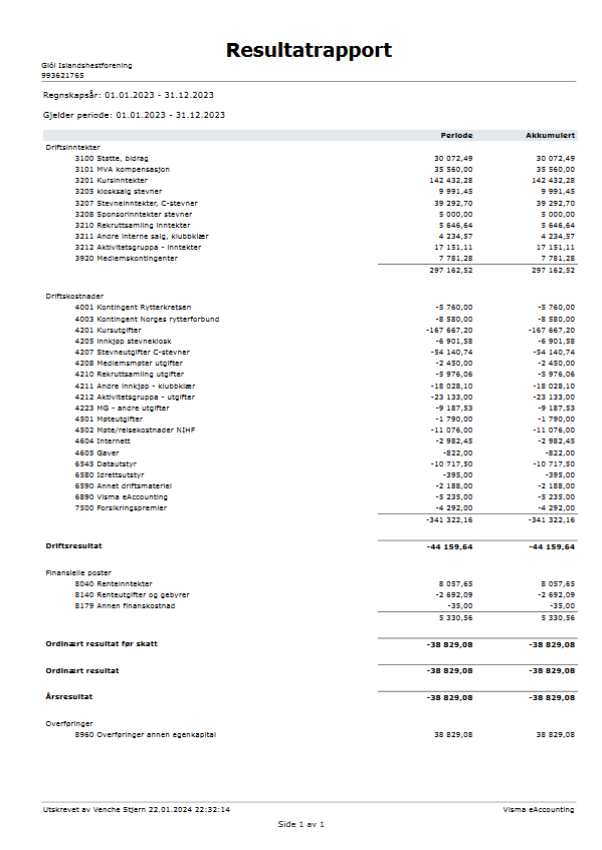 Resultatrapport
Glói Islandshestforening
993621765
Regnskapsår: 01.01.2023 - 31.12.2023
Gjelder periode: 01.01.2023 - 31.12.2023
Periode Akkumulert
Driftsinntekter
3100 Støtte, bidrag 30 072,49 30 072,49
3101 MVA kompensasjon 35 560,00 35 560,00
3201 Kursinntekter 142 432,28 142 432,28
3205 kiosksalg stevner 9 991,45 9 991,45
3207 Stevneinntekter, C-stevner 39 292,70 39 292,70
3208 Sponsorinntekter stevner 5 000,00 5 000,00
3210 Rekruttsamling inntekter 5 646,64 5 646,64
3211 Andre interne salg, klubbklær 4 234,57 4 234,57
3212 Aktivitetsgruppa - inntekter 17 151,11 17 151,11
3920 Medlemskontingenter 7 781,28 7 781,28
297 162,52 297 162,52
Driftskostnader
4001 Kontingent Rytterkretsen -5 760,00 -5 760,00
4003 Kontingent Norges rytterforbund -8 580,00 -8 580,00
4201 Kursutgifter -167 667,20 -167 667,20
4205 Innkjøp stevnekiosk -6 901,58 -6 901,58
4207 Stevneutgifter C-stevner -54 140,74 -54 140,74
4208 Medlemsmøter utgifter -2 450,00 -2 450,00
4210 Rekruttsamling utgifter -5 976,06 -5 976,06
4211 Andre innkjøp - klubbklær -18 028,10 -18 028,10
4212 Aktivitetsgruppa - utgifter -23 133,00 -23 133,00
4223 MG - andre utgifter -9 187,53 -9 187,53
4501 Møteutgifter -1 790,00 -1 790,00
4502 Møte/reisekostnader NIHF -11 076,00 -11 076,00
4604 Internett -2 982,45 -2 982,45
4605 Gaver -822,00 -822,00
6545 Datautstyr -10 717,50 -10 717,50
6580 Idrettsutstyr -395,00 -395,00
6590 Annet driftsmateriel -2 188,00 -2 188,00
6890 Visma eAccounting -5 235,00 -5 235,00
7500 Forsikringspremier -4 292,00 -4 292,00
-341 322,16 -341 322,16
Driftsresultat -44 159,64 -44 159,64
Finansielle poster
8040 Renteinntekter 8 057,65 8 057,65
8140 Renteutgifter og gebyrer -2 692,09 -2 692,09
8179 Annen finanskostnad -35,00 -35,00
5 330,56 5 330,56
Ordinært resultat før skatt -38 829,08 -38 829,08
Ordinært resultat -38 829,08 -38 829,08
Årsresultat -38 829,08 -38 829,08
Overføringer
8960 Overføringer annen egenkapital 38 829,08 38 829,08
Utskrevet av Venche Stjern 22.01.2024 22:32:14 Visma eAccounting
Side 1 av 1